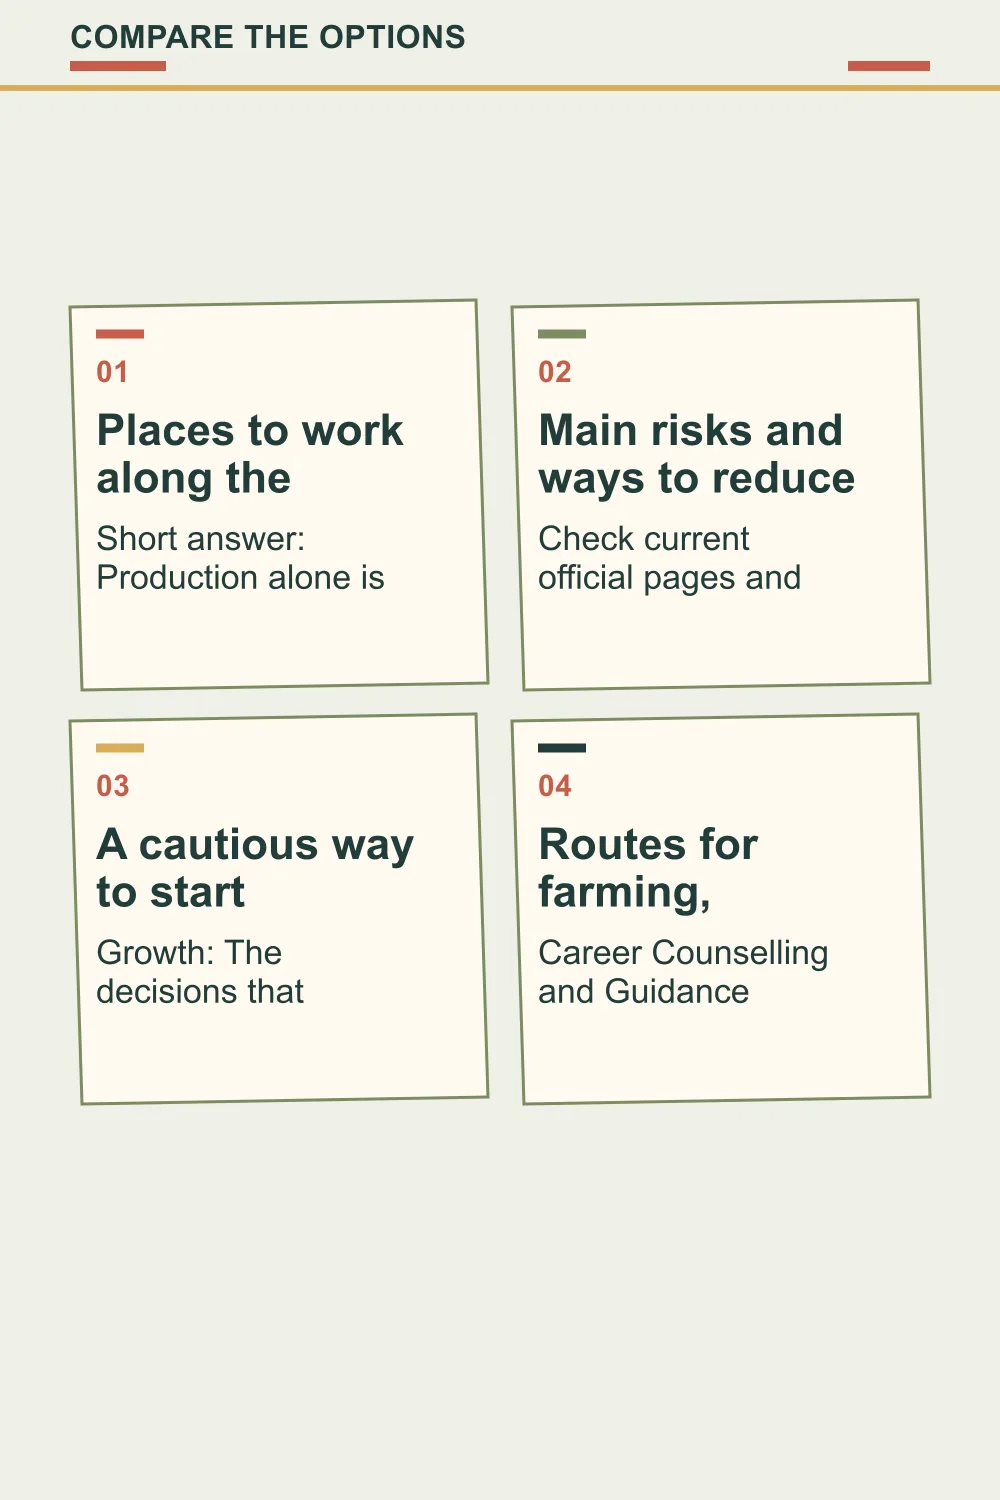 COMPARE THE OPTIONS
01
Places to work
along the
Short answer:
Production alone is
02
Main risks and
ways to reduce
Check current
official pages and
03
A cautious way
to start
Growth: The
decisions that
04
Routes for
farming,
Career Counselling
and Guidance